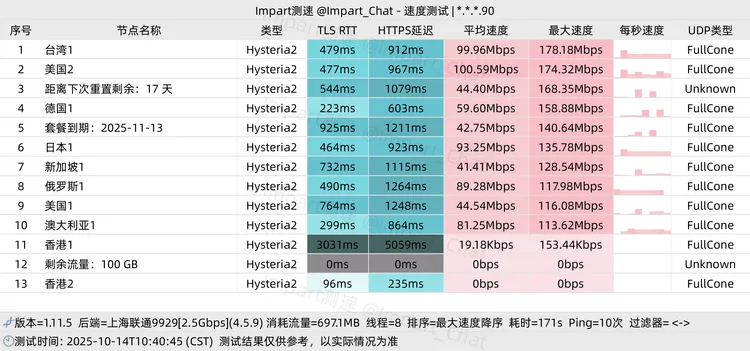 Impart测速 @Impart_Chat - 速度测试 | *.*.*.90
序号 节点名称 类型 TLS RTT HTTPS延迟 平均速度 最大速度 每秒速度 UDP类型
1 台湾1 Hysteria2 479ms 912ms 99.96Mbps 178.18Mbps FullCone
2 美国2 Hysteria2 477ms 967ms 100.59Mbps 174.32Mbps FullCone
3 距离下次重置剩余：17 天 Hysteria2 544ms 1079ms 44.40Mbps 168.35Mbps Unknown
4 德国1 Hysteria2 223ms 603ms 59.60Mbps 158.88Mbps FullCone
5 套餐到期：2025-11-13 Hysteria2 925ms 1211ms 42.75Mbps 140.64Mbps FullCone
6 日本1 Hysteria2 464ms 923ms 93.25Mbps 135.78Mbps FullCone
7 新加坡1 Hysteria2 732ms 1115ms 41.41Mbps 128.54Mbps FullCone
8 俄罗斯1 Hysteria2 490ms 1264ms 89.28Mbps 117.98Mbps FullCone
9 美国1 Hysteria2 764ms 1248ms 44.54Mbps 116.08Mbps FullCone
10 澳大利亚1 Hysteria2 299ms 864ms 81.25Mbps 113.62Mbps FullCone
11 香港1 Hysteria2 3031ms 5059ms 19.18Kbps 153.44Kbps FullCone
12 剩余流量：100 GB Hysteria2 0ms 0ms 0bps 0bps Unknown
13 香港2 Hysteria2 96ms 235ms 0bps 0bps FullCone
版本=1.11.5 后端=上海联通9929[2.5Gbps](4.5.9) 消耗流量=697.1MB 线程=8 排序=最大速度降序 耗时=171s Ping=10次 过滤器= <->
测试时间: 2025-10-14T10:40:45 (CST) 测试结果仅供参考，以实际情况为准